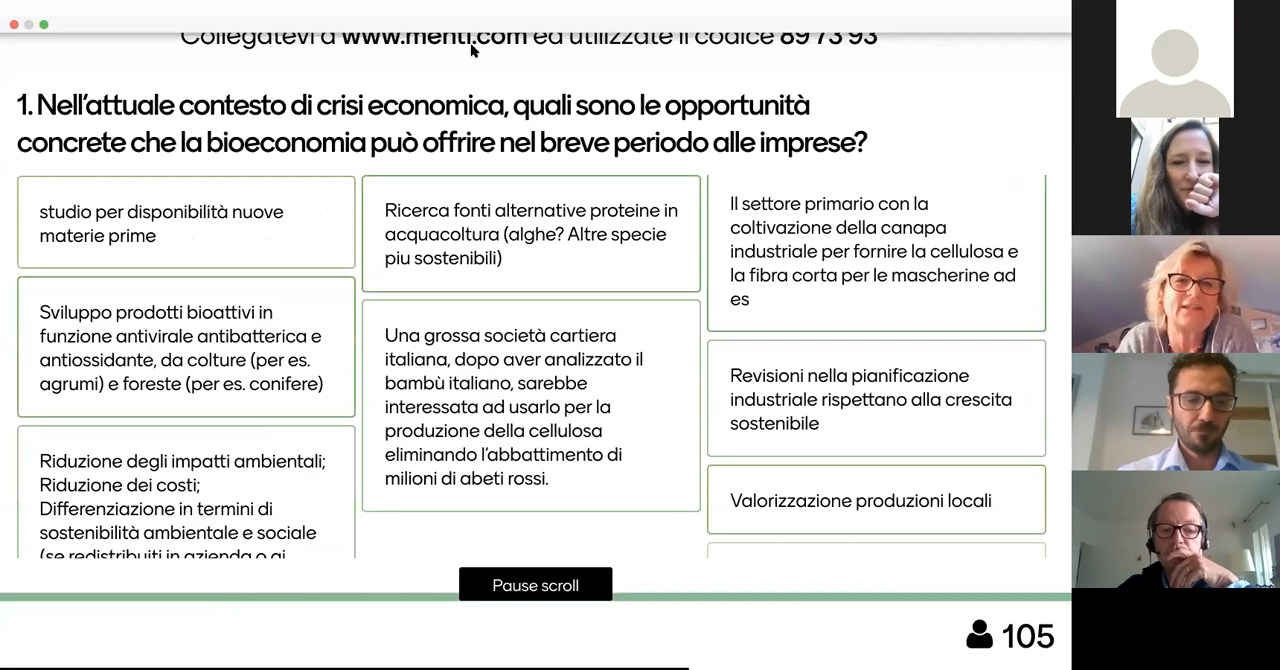 Collegatevi a www.menti.com ed utilizzate il codice 89 73 93
1. Nell'attuale contesto di crisi economica, quali sono le opportunità
concrete che la bioeconomia può offrire nel breve periodo alle imprese?
studio per disponibilità nuove
materie prime
Sviluppo prodotti bioattivi in
funzione antivirale antibatterica e
antiossidante, da colture (per es.
agrumi) e foreste (per es. conifere)
Riduzione degli impatti ambientali;
Riduzione dei costi;
Differenziazione in termini di
sostenibilità ambientale e sociale
(se redistribuiti in azienda o ai
Ricerca fonti alternative proteine in
acquacoltura (alghe? Altre specie
piu sostenibili)
Una grossa società cartiera
italiana, dopo aver analizzato il
bambù italiano, sarebbe
interessata ad usarlo per la
produzione della cellulosa
eliminando l'abbattimento di
milioni di abeti rossi.
Il settore primario con la
coltivazione della canapa
industriale per fornire la cellulosa e
la fibra corta per le mascherine ad
es
Revisioni nella pianificazione
industriale rispettano alla crescita
sostenibile
Valorizzazione produzioni locali
Pause scroll
105